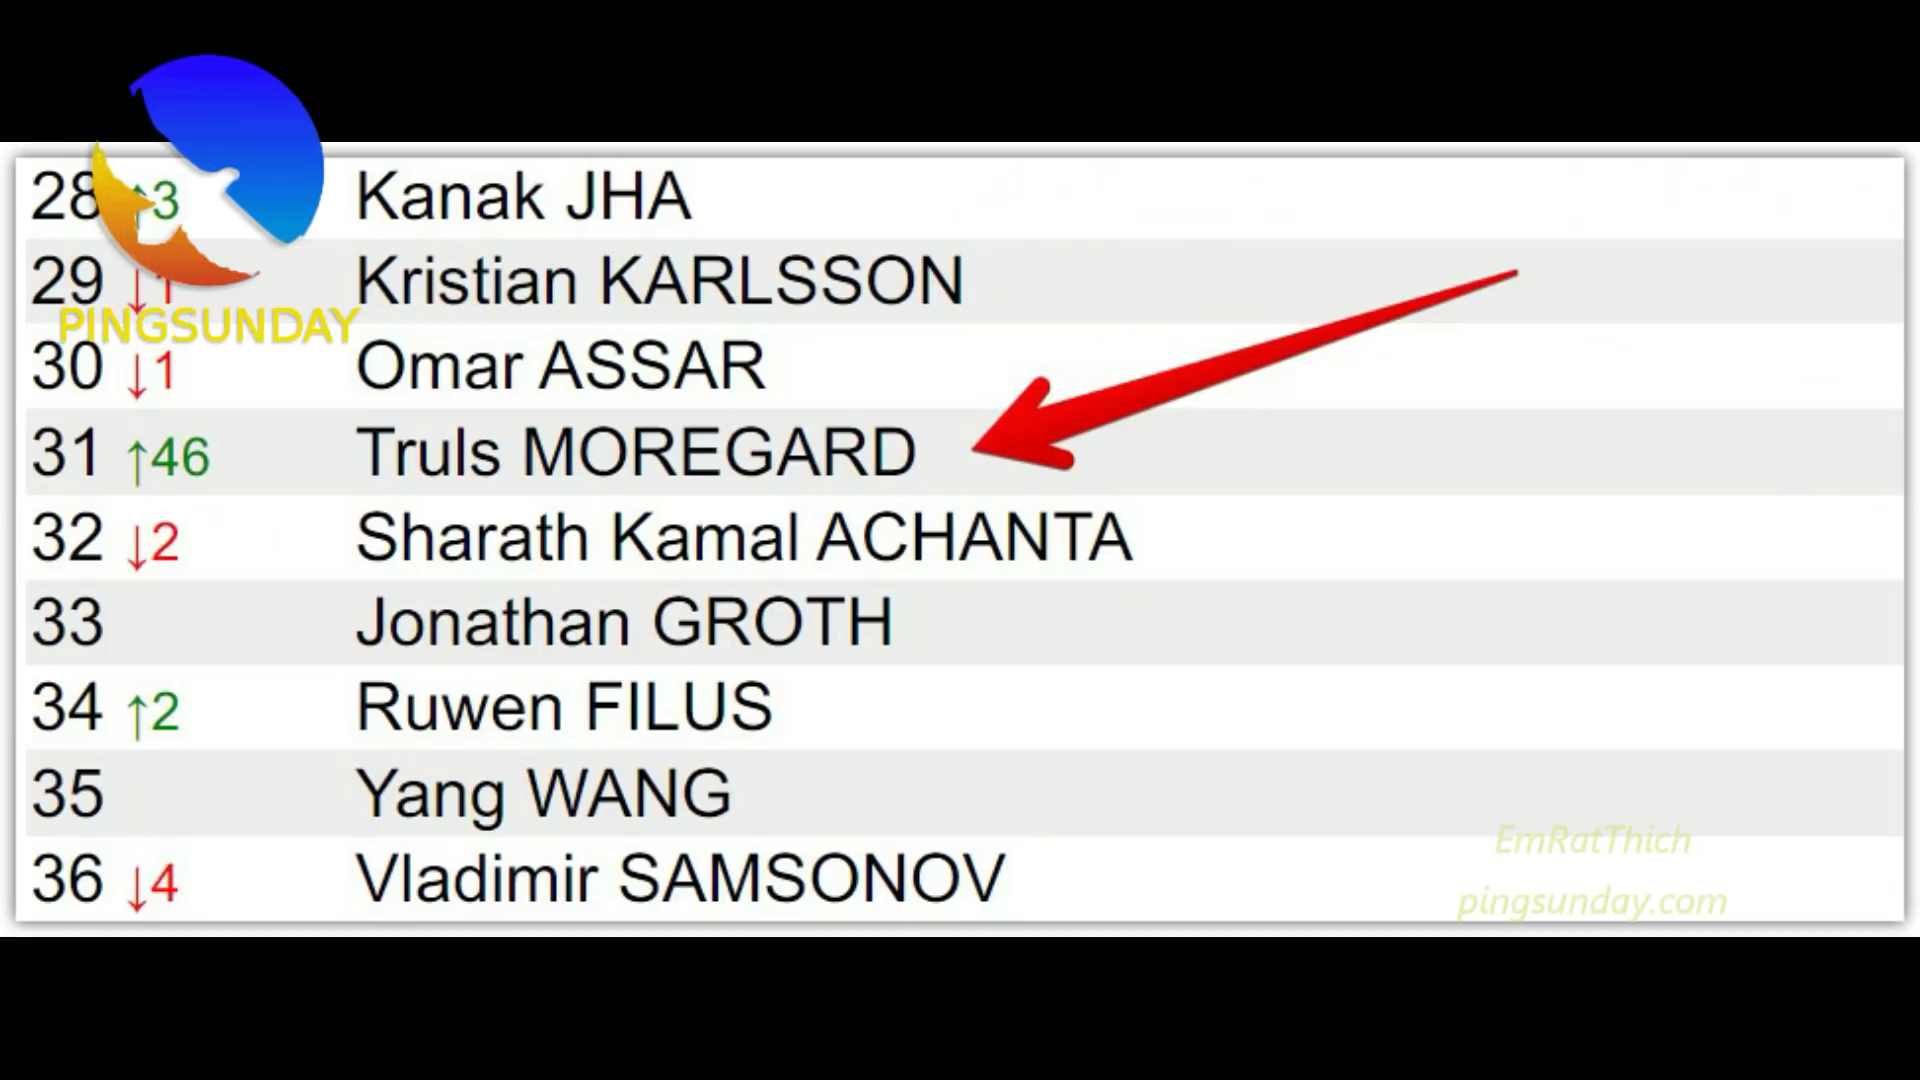 28 ↑3 Kanak JHA
29 ↓1 Kristian KARLSSON
PINGSUNDAY
30 ↓1 Omar ASSAR
31 ↑46 Truls MOREGARD
32 ↓2 Sharath Kamal ACHANTA
33 Jonathan GROTH
34 ↑2 Ruwen FILUS
35 Yang WANG
36 ↓4 Vladimir SAMSONOV
EmRatThich
pingsunday.com